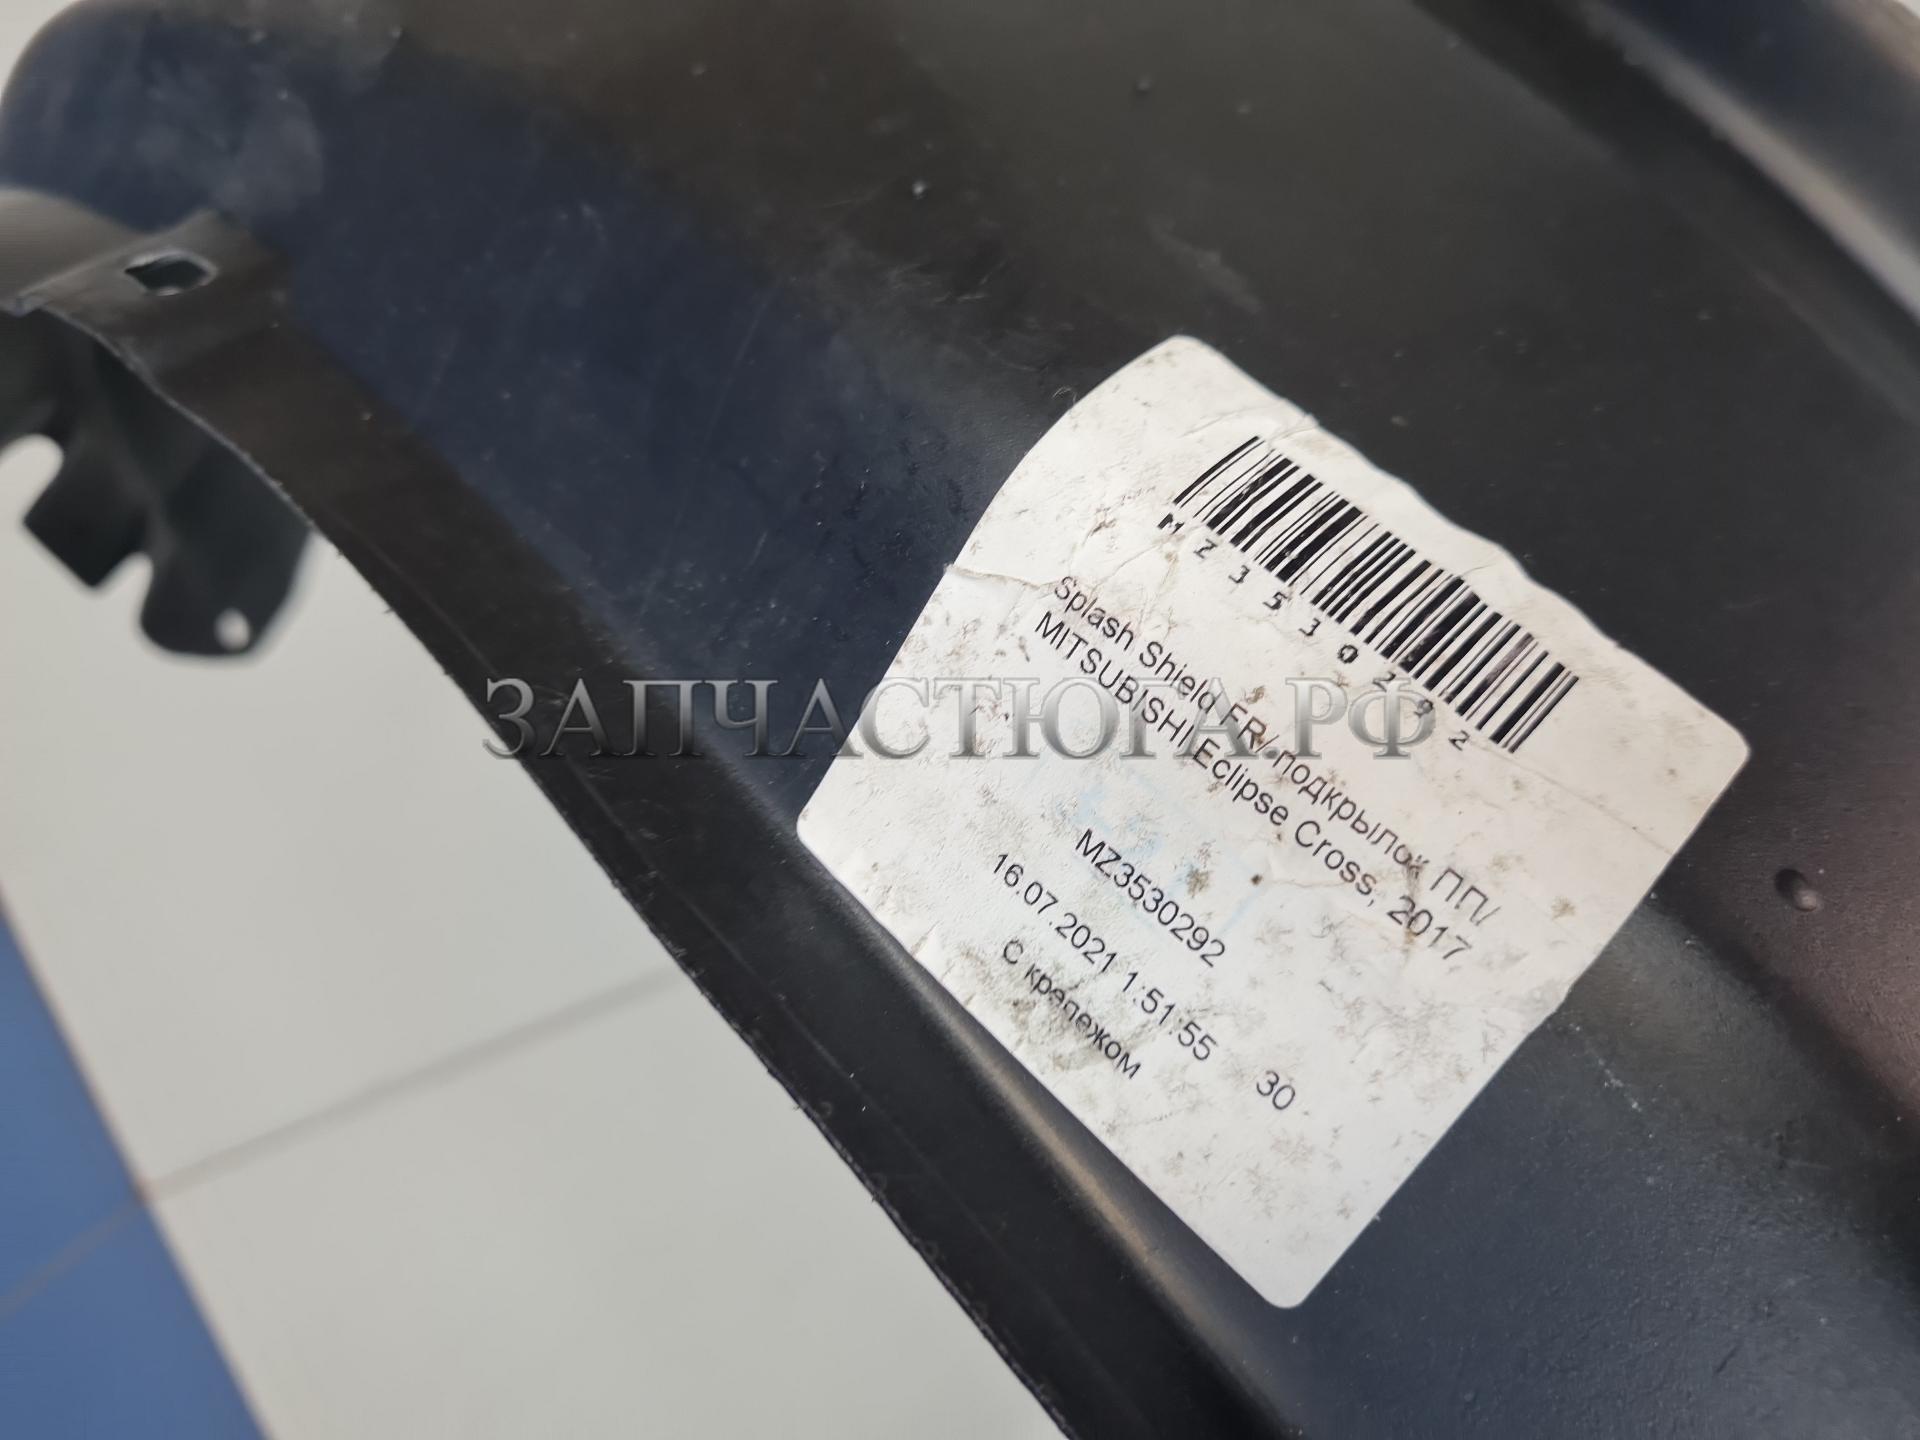 MZ3530292
Splash Shield FR/ подкрылок ПП/
MITSUBISHI Eclipse Cross, 2017
MZ3530292
16.07.2021 1:51:55 30
С крепежом
ЗАПЧАСТЮГА.РФ